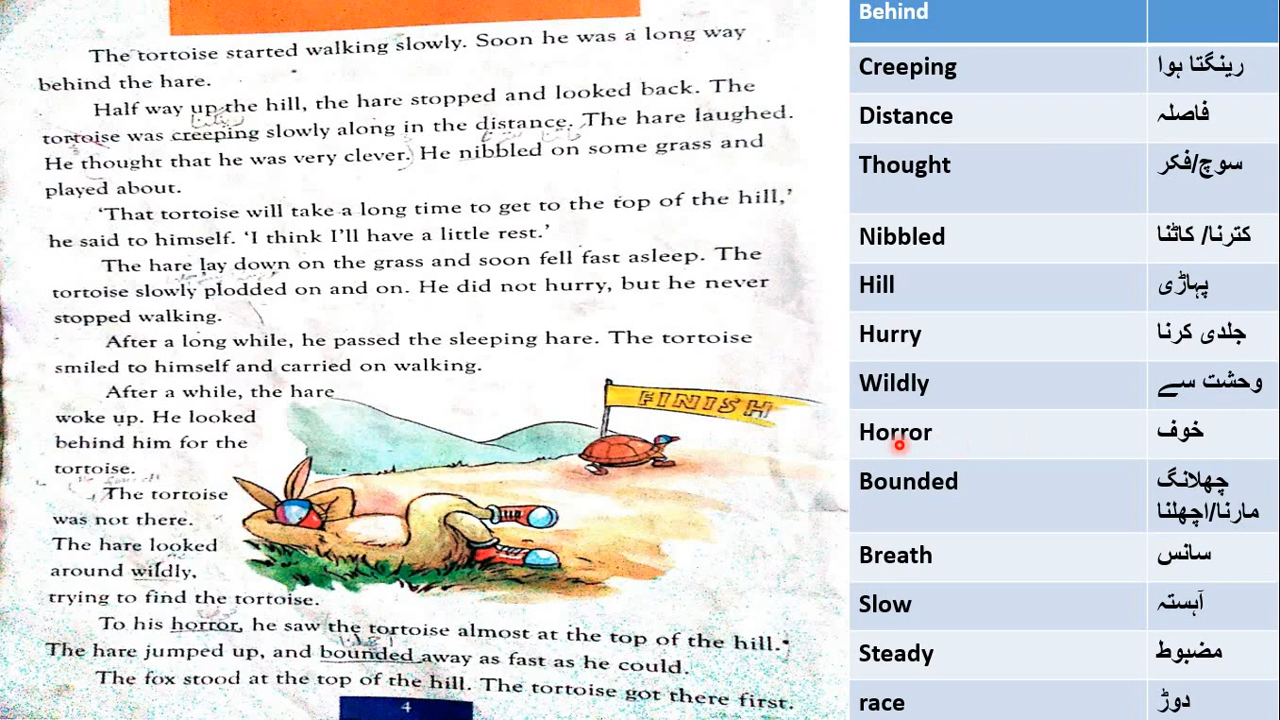 The tortoise started walking slowly. Soon he was a long way
behind the hare.
Half way up the hill, the hare stopped and looked back. The
tortoise was creeping slowly along in the distance. The hare laughed.
He thought that he was very clever. He nibbled on some grass and
played about.
‘That tortoise will take a long time to get to the top of the hill,’
he said to himself. ‘I think I’ll have a little rest.’
The hare lay down on the grass and soon fell fast asleep. The
tortoise slowly plodded on and on. He did not hurry, but he never
stopped walking.
After a long while, he passed the sleeping hare. The tortoise
smiled to himself and carried on walking.
After a while, the hare
woke up. He looked
behind him for the
tortoise.
The tortoise
was not there.
The hare looked
around wildly,
trying to find the tortoise.
To his horror, he saw the tortoise almost at the top of the hill.
The hare jumped up, and bounded away as fast as he could.
The fox stood at the top of the hill. The tortoise got there first.
4
FINISH
Behind
Creeping رینگتا ہوا
Distance فاصلہ
Thought سوچ/فکر
Nibbled کترنا/ کاٹنا
Hill پہاڑی
Hurry جلدی کرنا
Wildly وحشت سے
Horror خوف
Bounded چھلانگ
مارنا/اچھلنا
Breath سانس
Slow آہستہ
Steady مضبوط
race دوڑ